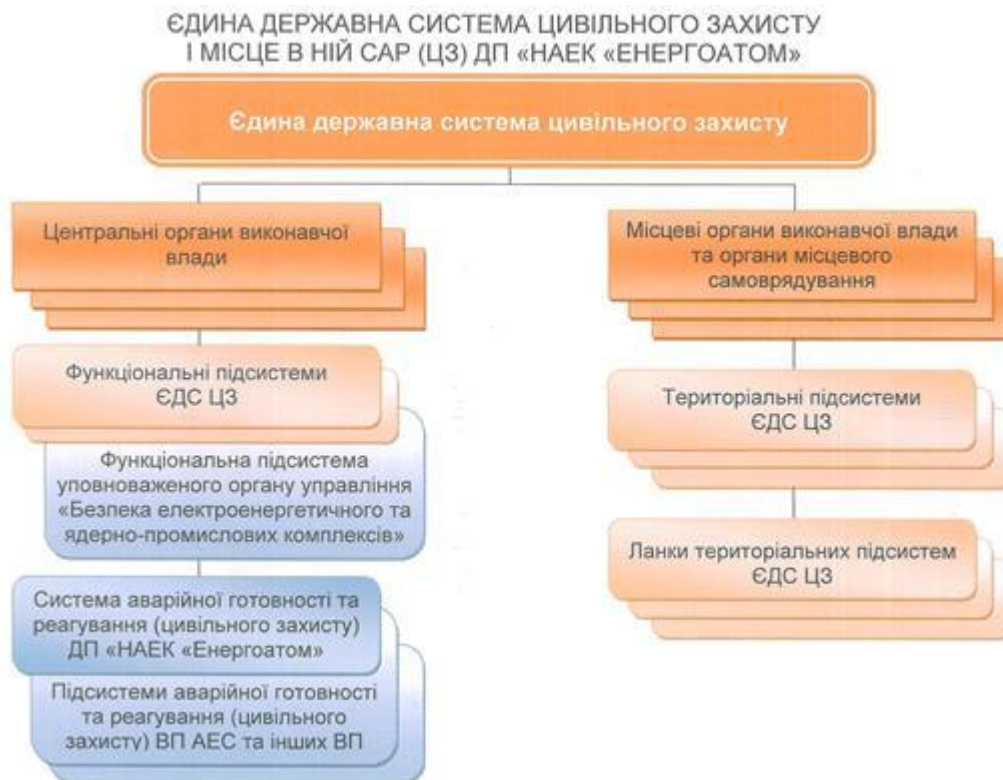 ЄДИНА ДЕРЖАВНА СИСТЕМА ЦИВІЛЬНОГО ЗАХИСТУ
І МІСЦЕ В НІЙ САР (ЦЗ) ДП «НАЕК «ЕНЕРГОАТОМ»
Єдина державна система цивільного захисту
Центральні органи виконавчої
влади
Функціональні підсистеми
ЄДС ЦЗ
Функціональна підсистема
уповноваженого органу управління
«Безпека електроенергетичного та
ядерно-промислових комплексів»
Система аварійної готовності та
реагування (цивільного захисту)
ДП «НАЕК «Енергоатом»
Підсистеми аварійної готовності
та реагування (цивільного
захисту) ВП АЕС та інших ВП
Місцеві органи виконавчої влади
та органи місцевого
самоврядування
Територіальні підсистеми
ЄДС ЦЗ
Ланки територіальних підсистем
ЄДС ЦЗ